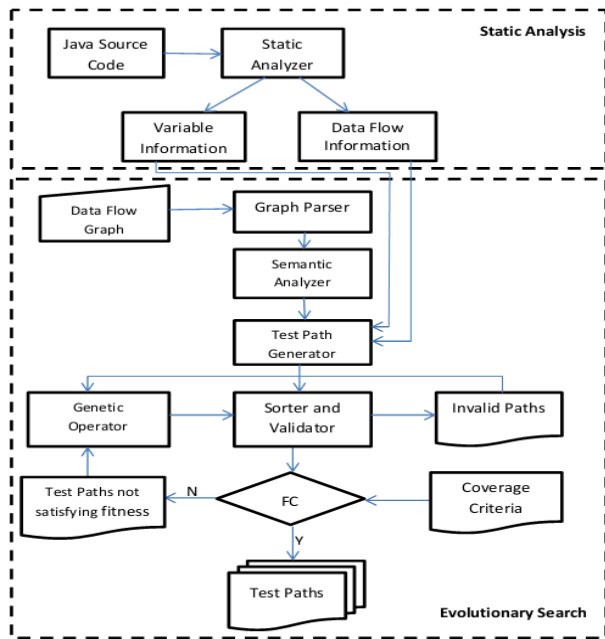 Static Analysis
Java Source
Code
Static
Analyzer
Variable
Information
Data Flow
Information
Data Flow
Graph
Graph Parser
Semantic
Analyzer
Test Path
Generator
Genetic
Operator
Sorter and
Validator
Invalid Paths
Test Paths not
satisfying fitness
N
FC
Coverage
Criteria
Y
Test Paths
Evolutionary Search